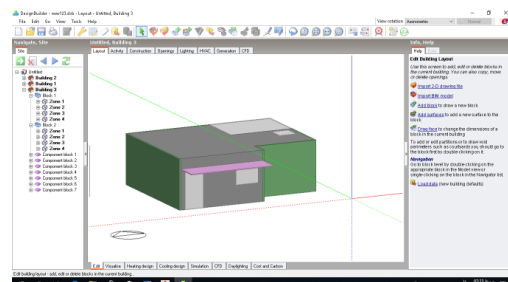 DesignBuilder - new123.dsb - Layout - Untitled, Building 3
File Edit Go View Tools Help
View rotation Axonometric Normal
Navigate, Site
Site
Untitled
Building 2
Building 1
Building 3
Block 1
Zone 1
Zone 2
Zone 3
Zone 4
Block 2
Zone 1
Zone 2
Zone 3
Zone 4
Component block 1
Component block 2
Component block 3
Component block 4
Component block 5
Component block 6
Component block 7
Untitled, Building 3
Layout Activity Construction Openings Lighting HVAC Generation CFD
Edit Visualise Heating design Cooling design Simulation CFD Daylighting Cost and Carbon
Info, Help
Help Data
Edit Building Layout
Use this screen to add, edit or delete blocks in
the current building. You can also copy, move
or delete openings.
Import 2-D drawing file
Import BIM model
Add block to draw a new block
Add surfaces to add a new surface to the
block
Draw face to change the dimensions of a
block in the current building
To add or edit partitions or to draw void
perimeters such as courtyards you should go to
the block first by double-clicking on it.
Navigation
Go to block level by double-clicking on the
appropriate block in the Model view or
single-clicking on the block in the Navigator list.
Load data (new building defaults)
Edit building layout - add, edit or delete blocks in the current building.